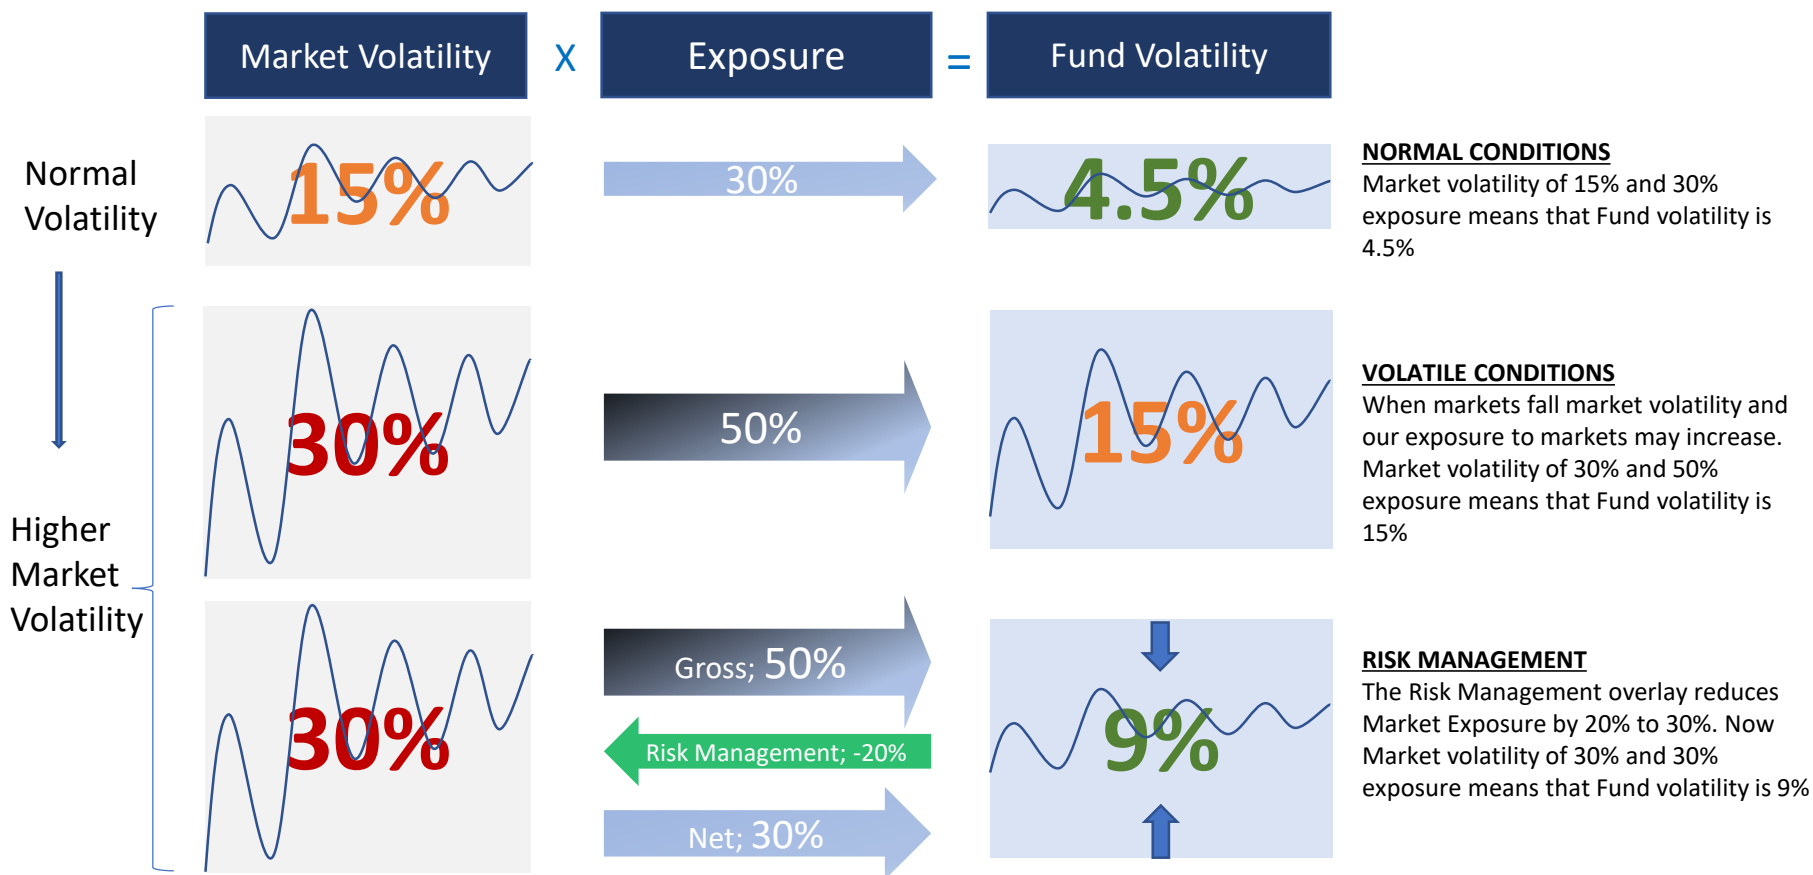 Market Volatility X Exposure = Fund Volatility
Normal
Volatility
15%
30%
4.5%
NORMAL CONDITIONS
Market volatility of 15% and 30%
exposure means that Fund volatility is
4.5%
Higher
Market
Volatility
30%
50%
15%
VOLATILE CONDITIONS
When markets fall market volatility and
our exposure to markets may increase.
Market volatility of 30% and 50%
exposure means that Fund volatility is
15%
30%
Gross; 50%
Risk Management; -20%
Net; 30%
9%
RISK MANAGEMENT
The Risk Management overlay reduces
Market Exposure by 20% to 30%. Now
Market volatility of 30% and 30%
exposure means that Fund volatility is 9%